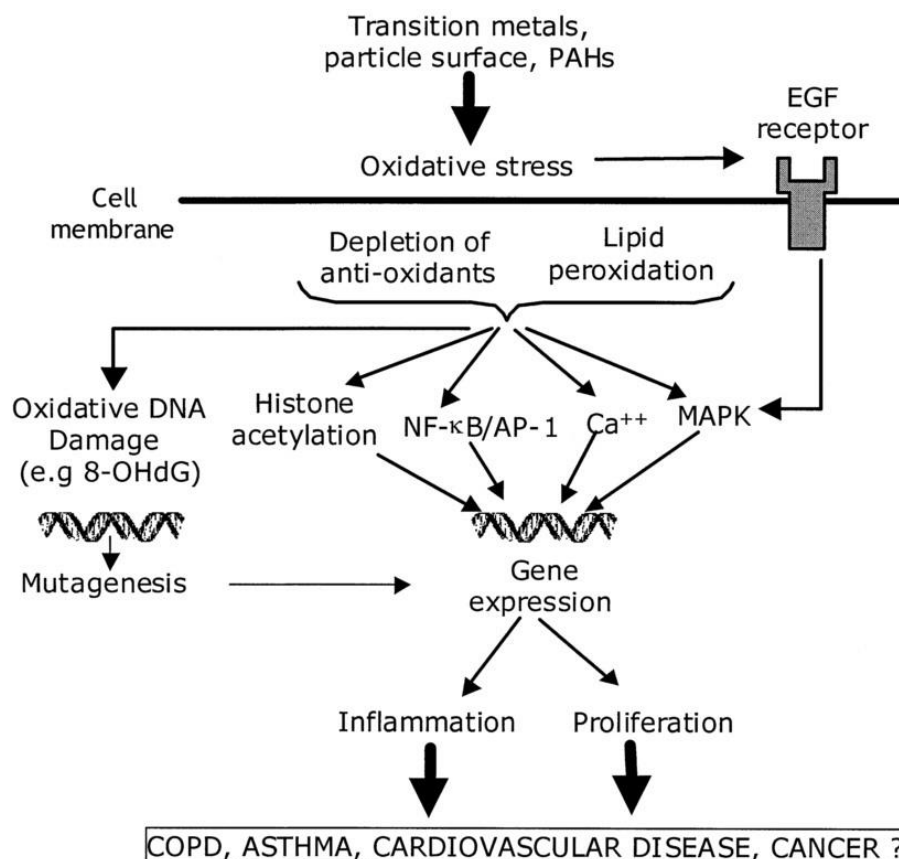 Transition metals,
particle surface, PAHs
EGF
receptor
Oxidative stress
Cell
membrane
Depletion of
anti-oxidants
Lipid
peroxidation
Oxidative DNA
Damage
(e.g 8-OHdG)
Histone
acetylation
NF-κB/AP-1
Ca⁺⁺
MAPK
Mutagenesis
Gene
expression
Inflammation
Proliferation
COPD, ASTHMA, CARDIOVASCULAR DISEASE, CANCER ?